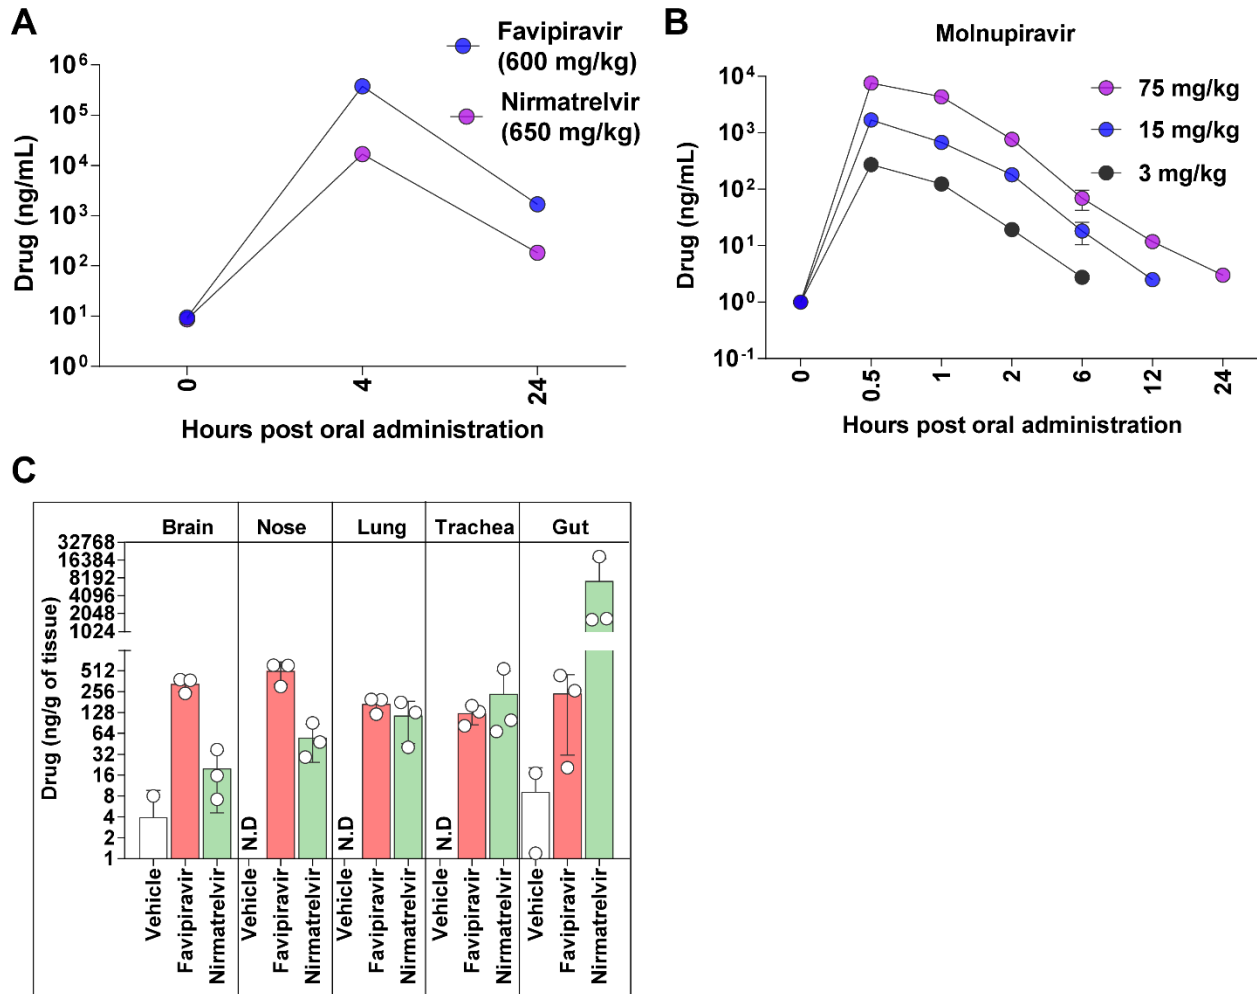 A
Favipiravir
(600 mg/kg)
Nirmatrelvir
(650 mg/kg)
Drug (ng/mL)
10⁶
10⁵
10⁴
10³
10²
10¹
10⁰
0
4
24
Hours post oral administration
B
Molnupiravir
75 mg/kg
15 mg/kg
3 mg/kg
Drug (ng/mL)
10⁴
10³
10²
10¹
10⁰
10⁻¹
0
0.5
1
2
6
12
24
Hours post oral administration
C
Brain Nose Lung Trachea Gut
Drug (ng/g of tissue)
32768
16384
8192
4096
2048
1024
512
256
128
64
32
16
8
4
2
1
N.D
N.D
N.D
Vehicle
Favipiravir
Nirmatrelvir
Vehicle
Favipiravir
Nirmatrelvir
Vehicle
Favipiravir
Nirmatrelvir
Vehicle
Favipiravir
Nirmatrelvir
Vehicle
Favipiravir
Nirmatrelvir